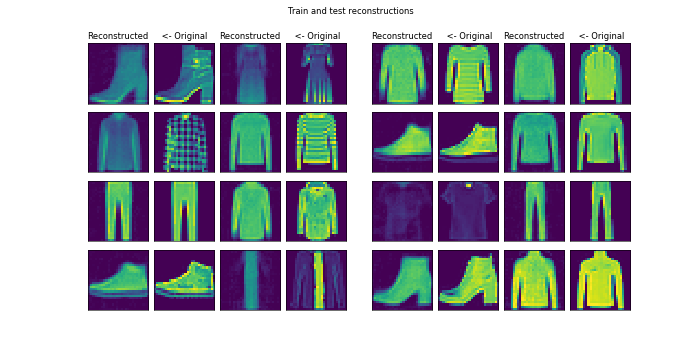 Train and test reconstructions
Reconstructed <- Original Reconstructed <- Original Reconstructed <- Original Reconstructed <- Original